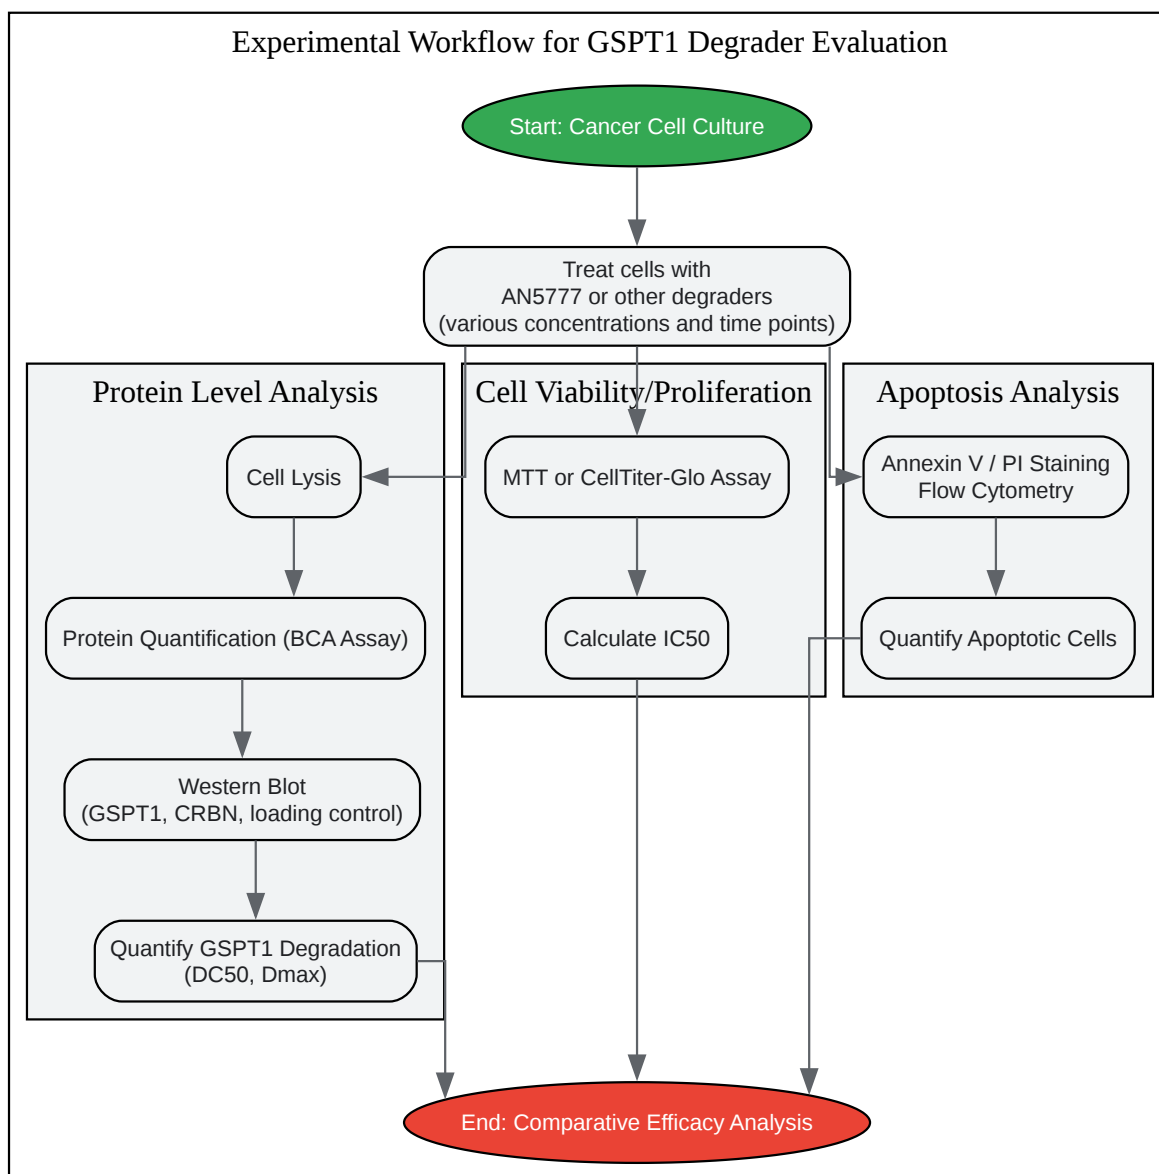 Experimental Workflow for GSPT1 Degrader Evaluation
Start: Cancer Cell Culture
Treat cells with
AN5777 or other degraders
(various concentrations and time points)
Protein Level Analysis
Cell Lysis
Protein Quantification (BCA Assay)
Western Blot
(GSPT1, CRBN, loading control)
Quantify GSPT1 Degradation
(DC50, Dmax)
Cell Viability/Proliferation
MTT or CellTiter-Glo Assay
Calculate IC50
Apoptosis Analysis
Annexin V / PI Staining
Flow Cytometry
Quantify Apoptotic Cells
End: Comparative Efficacy Analysis